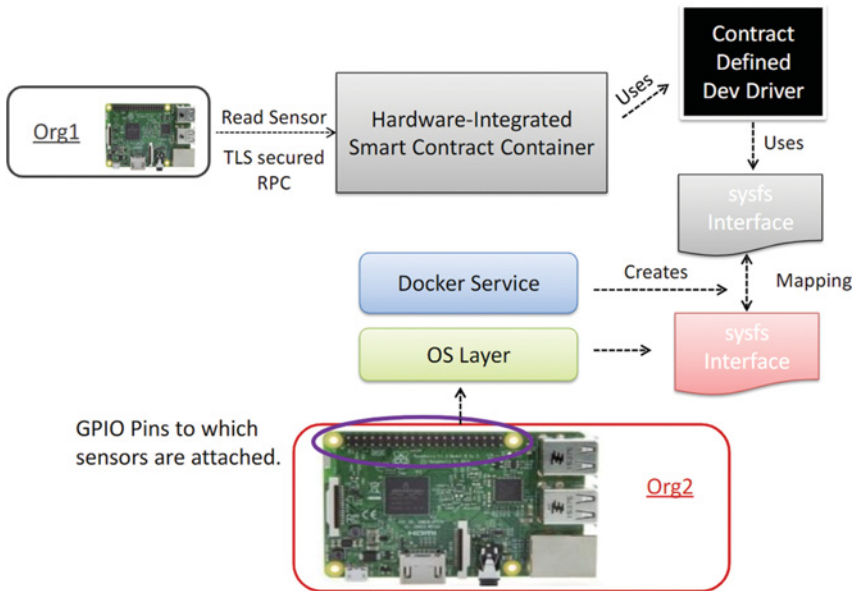 Contract
Defined
Dev Driver
Org1
Read Sensor
TLS secured
RPC
Hardware-Integrated
Smart Contract Container
Uses
Uses
sysfs
Interface
Docker Service
Creates
Mapping
OS Layer
sysfs
Interface
GPIO Pins to which
sensors are attached.
Org2
HDMI